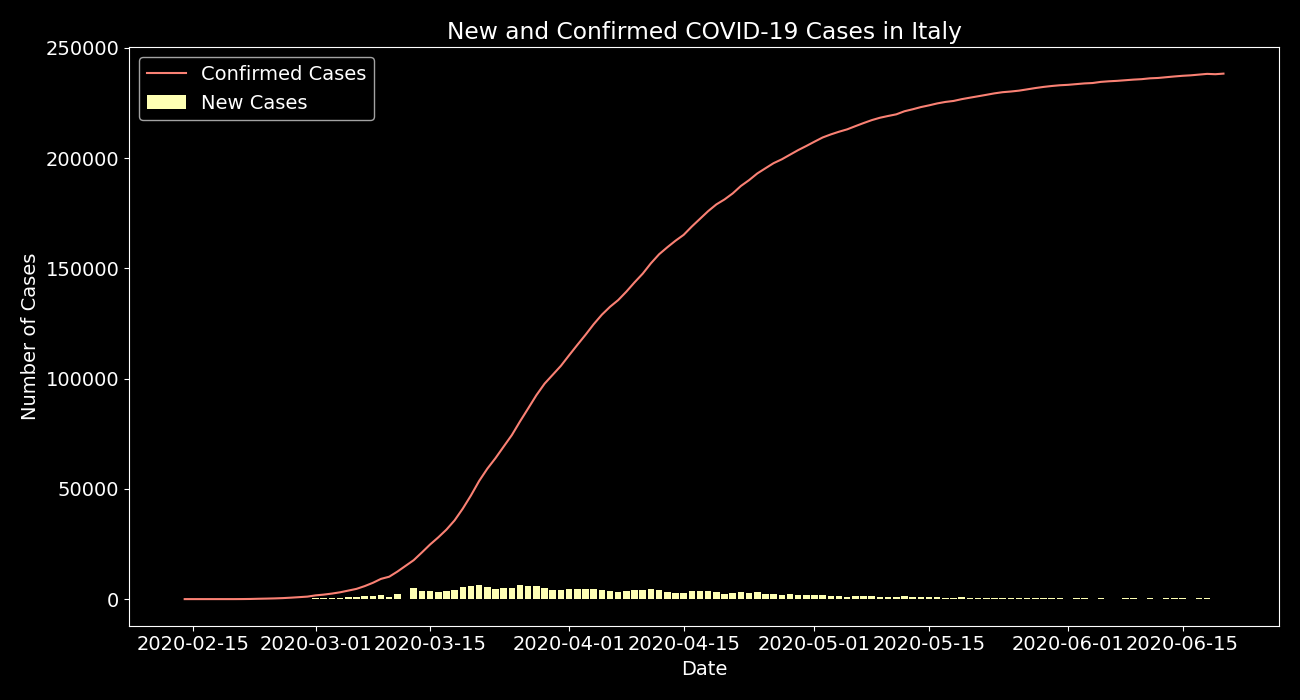 New and Confirmed COVID-19 Cases in Italy
250000
Confirmed Cases
New Cases
200000
150000
Number of Cases
100000
50000
0
2020-02-15 2020-03-01 2020-03-15 2020-04-01 2020-04-15 2020-05-01 2020-05-15 2020-06-01 2020-06-15
Date